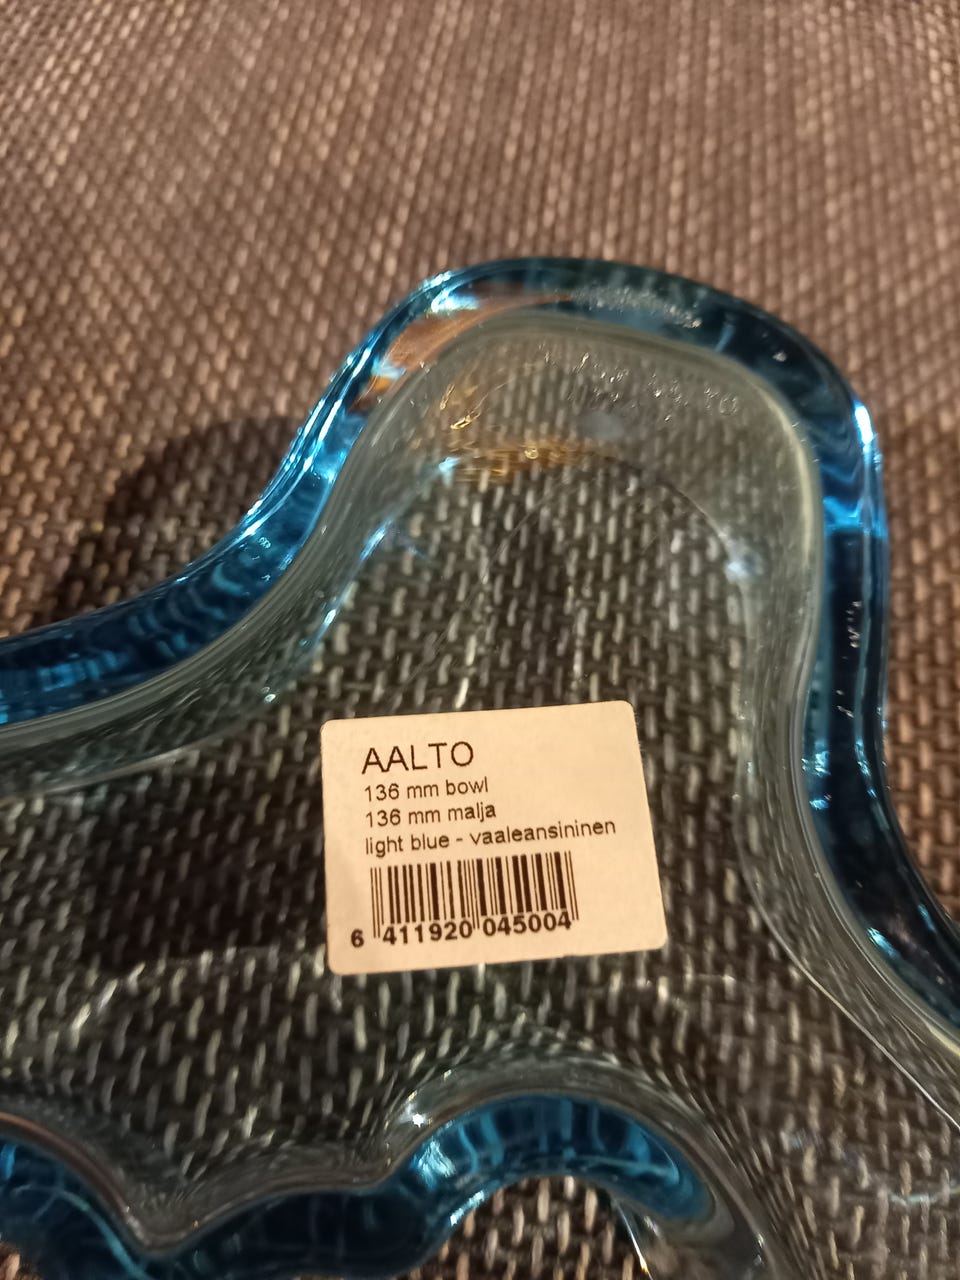 AALTO
136 mm bowl
136 mm malja
light blue - vaaleansininen
6 411920 045004